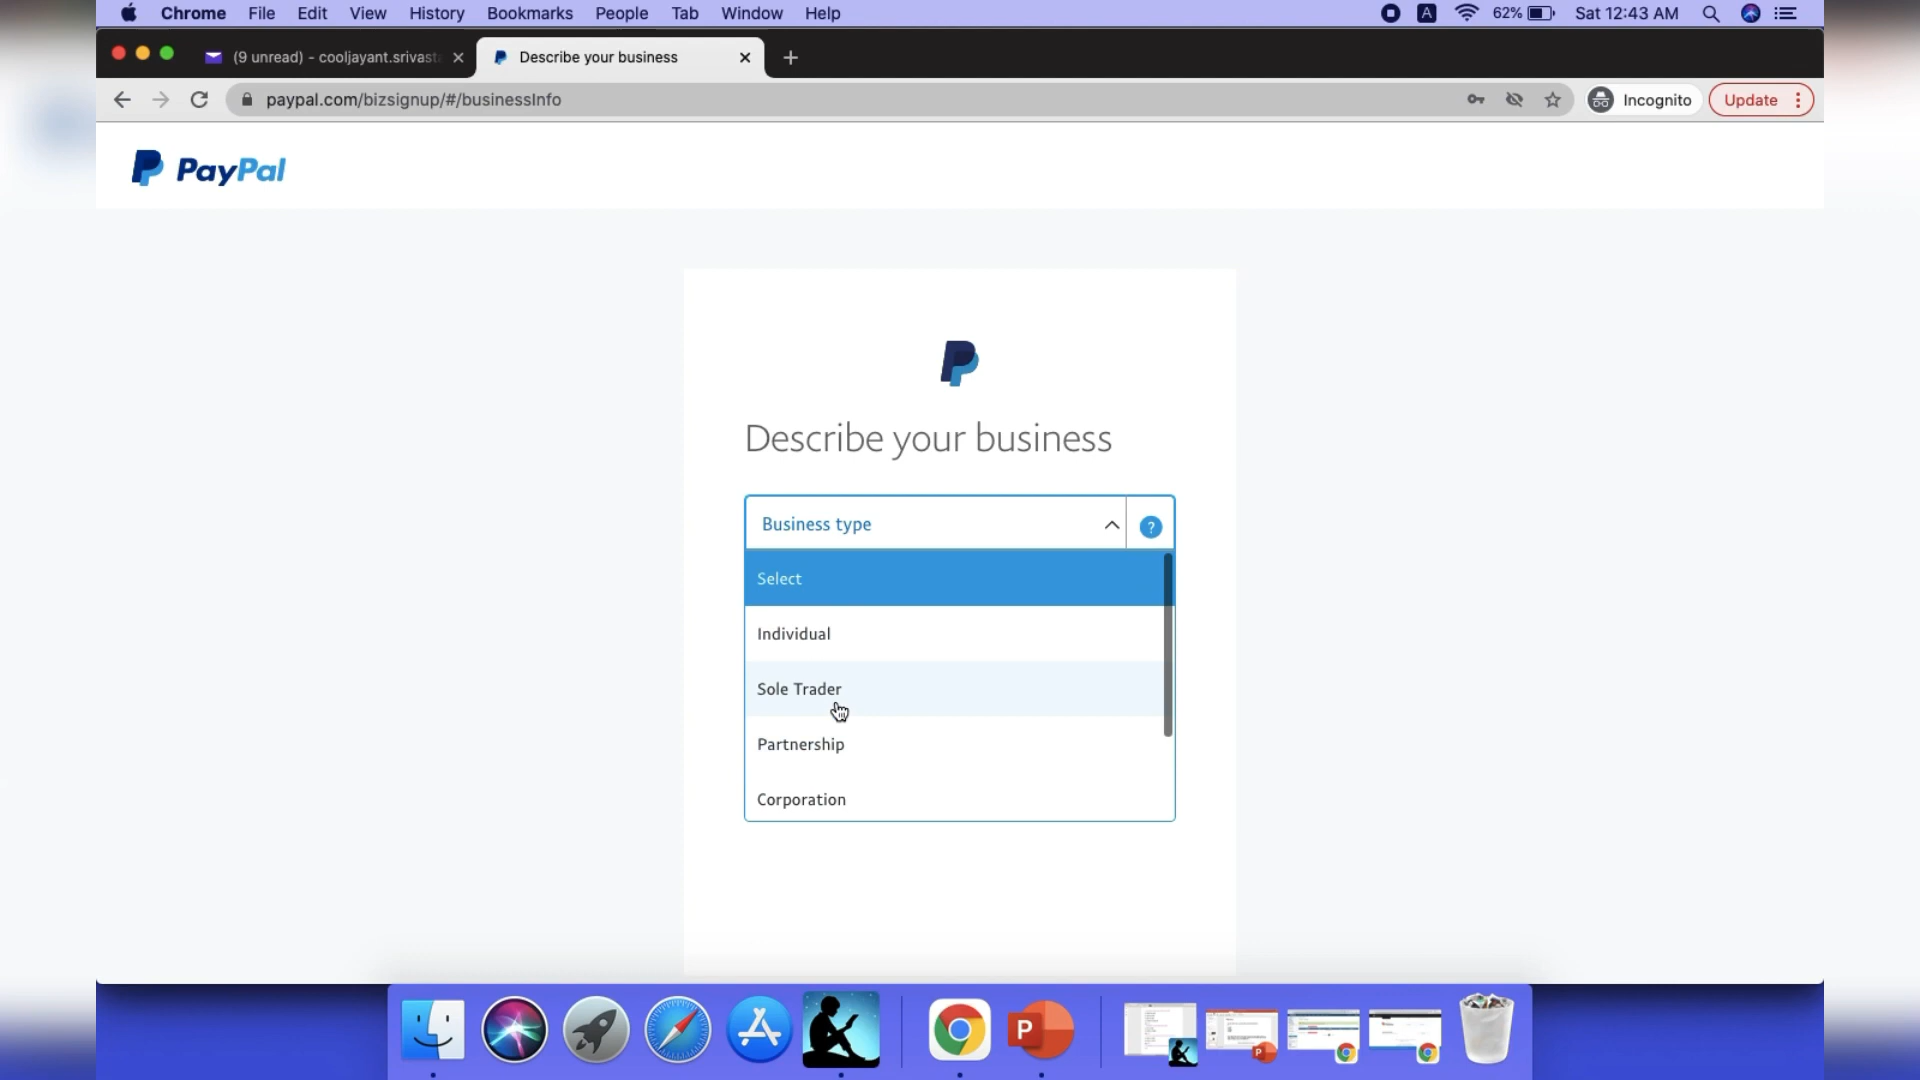 Chrome File Edit View History Bookmarks People Tab Window Help A 62% Sat 12:43 AM
(9 unread) - cooljayant.srivast Describe your business
paypal.com/bizsignup/#/businessInfo Incognito Update
PayPal
Describe your business
Business type ?
Select
Individual
Sole Trader
Partnership
Corporation
P
P